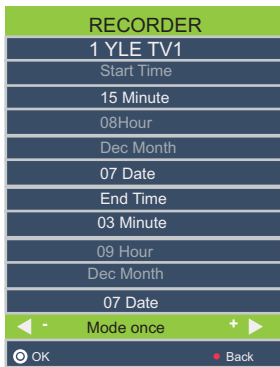 RECORDER
1 YLE TV1
Start Time
15 Minute
08Hour
Dec Month
07 Date
End Time
03 Minute
09 Hour
Dec Month
07 Date
- Mode once +
OK Back